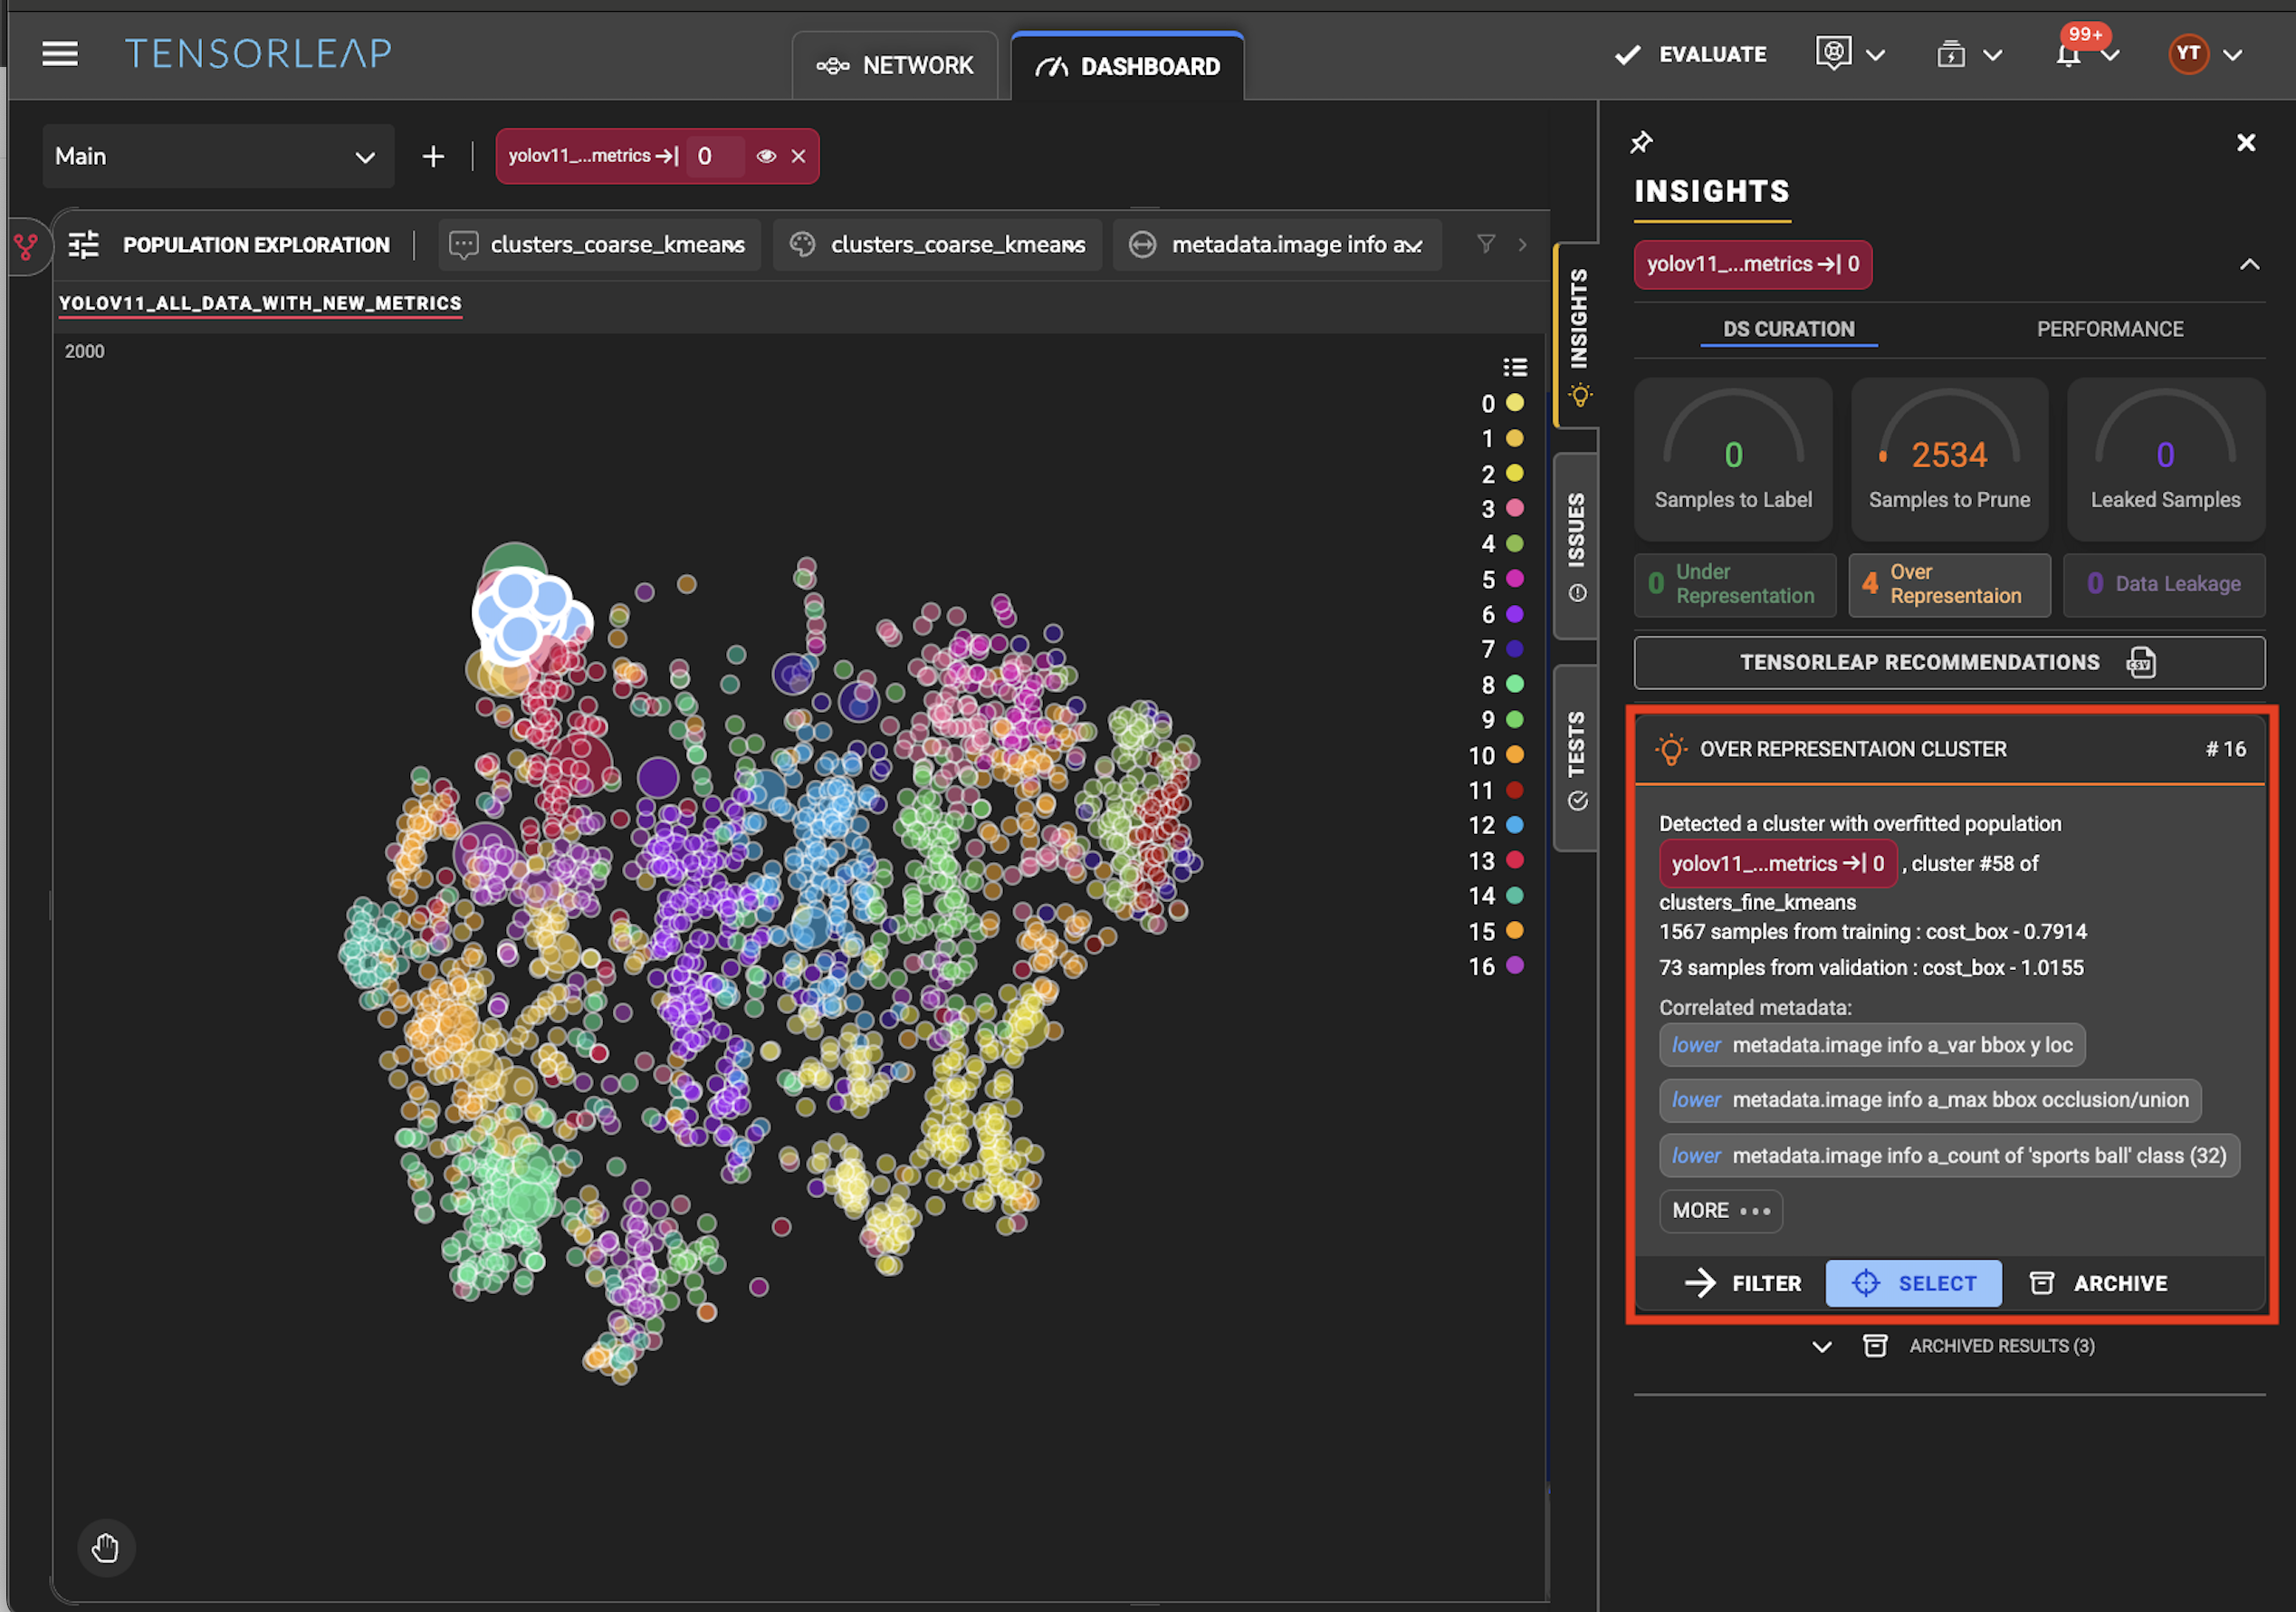 TENSORLEAP
NETWORK
DASHBOARD
EVALUATE
99+
YT
Main
yolov11_...metrics 0
POPULATION EXPLORATION
clusters_coarse_kmeans
clusters_coarse_kmeans
metadata.image info a...
YOLOV11_ALL_DATA_WITH_NEW_METRICS
2000
0
1
2
3
4
5
6
7
8
9
10
11
12
13
14
15
16
INSIGHTS
ISSUES
TESTS
INSIGHTS
yolov11_...metrics 0
DS CURATION
PERFORMANCE
0
Samples to Label
2534
Samples to Prune
0
Leaked Samples
0 Under
Representation
4 Over
Representaion
0 Data Leakage
TENSORLEAP RECOMMENDATIONS
CSV
OVER REPRESENTAION CLUSTER
# 16
Detected a cluster with overfitted population
yolov11_...metrics 0 , cluster #58 of
clusters_fine_kmeans
1567 samples from training : cost_box - 0.7914
73 samples from validation : cost_box - 1.0155
Correlated metadata:
lower metadata.image info a_var bbox y loc
lower metadata.image info a_max bbox occlusion/union
lower metadata.image info a_count of 'sports ball' class (32)
MORE
FILTER
SELECT
ARCHIVE
ARCHIVED RESULTS (3)